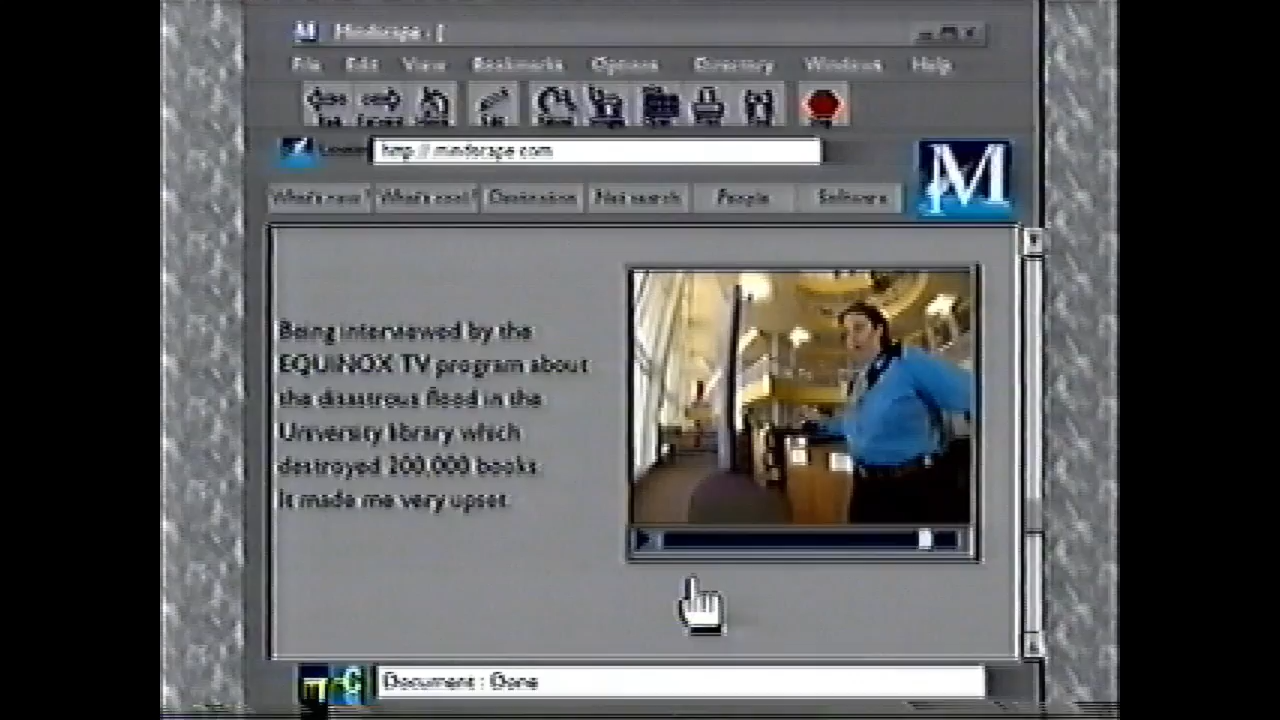 M Mindscape - [
File Edit View Bookmarks Options Directory Windows Help
http://mindscape.com
M
What's new? What's cool? Destination Net search People Software
Being interviewed by the
EQUINOX TV program about
the disastrous flood in the
University library which
destroyed 200,000 books.
It made me very upset.
Document : Done